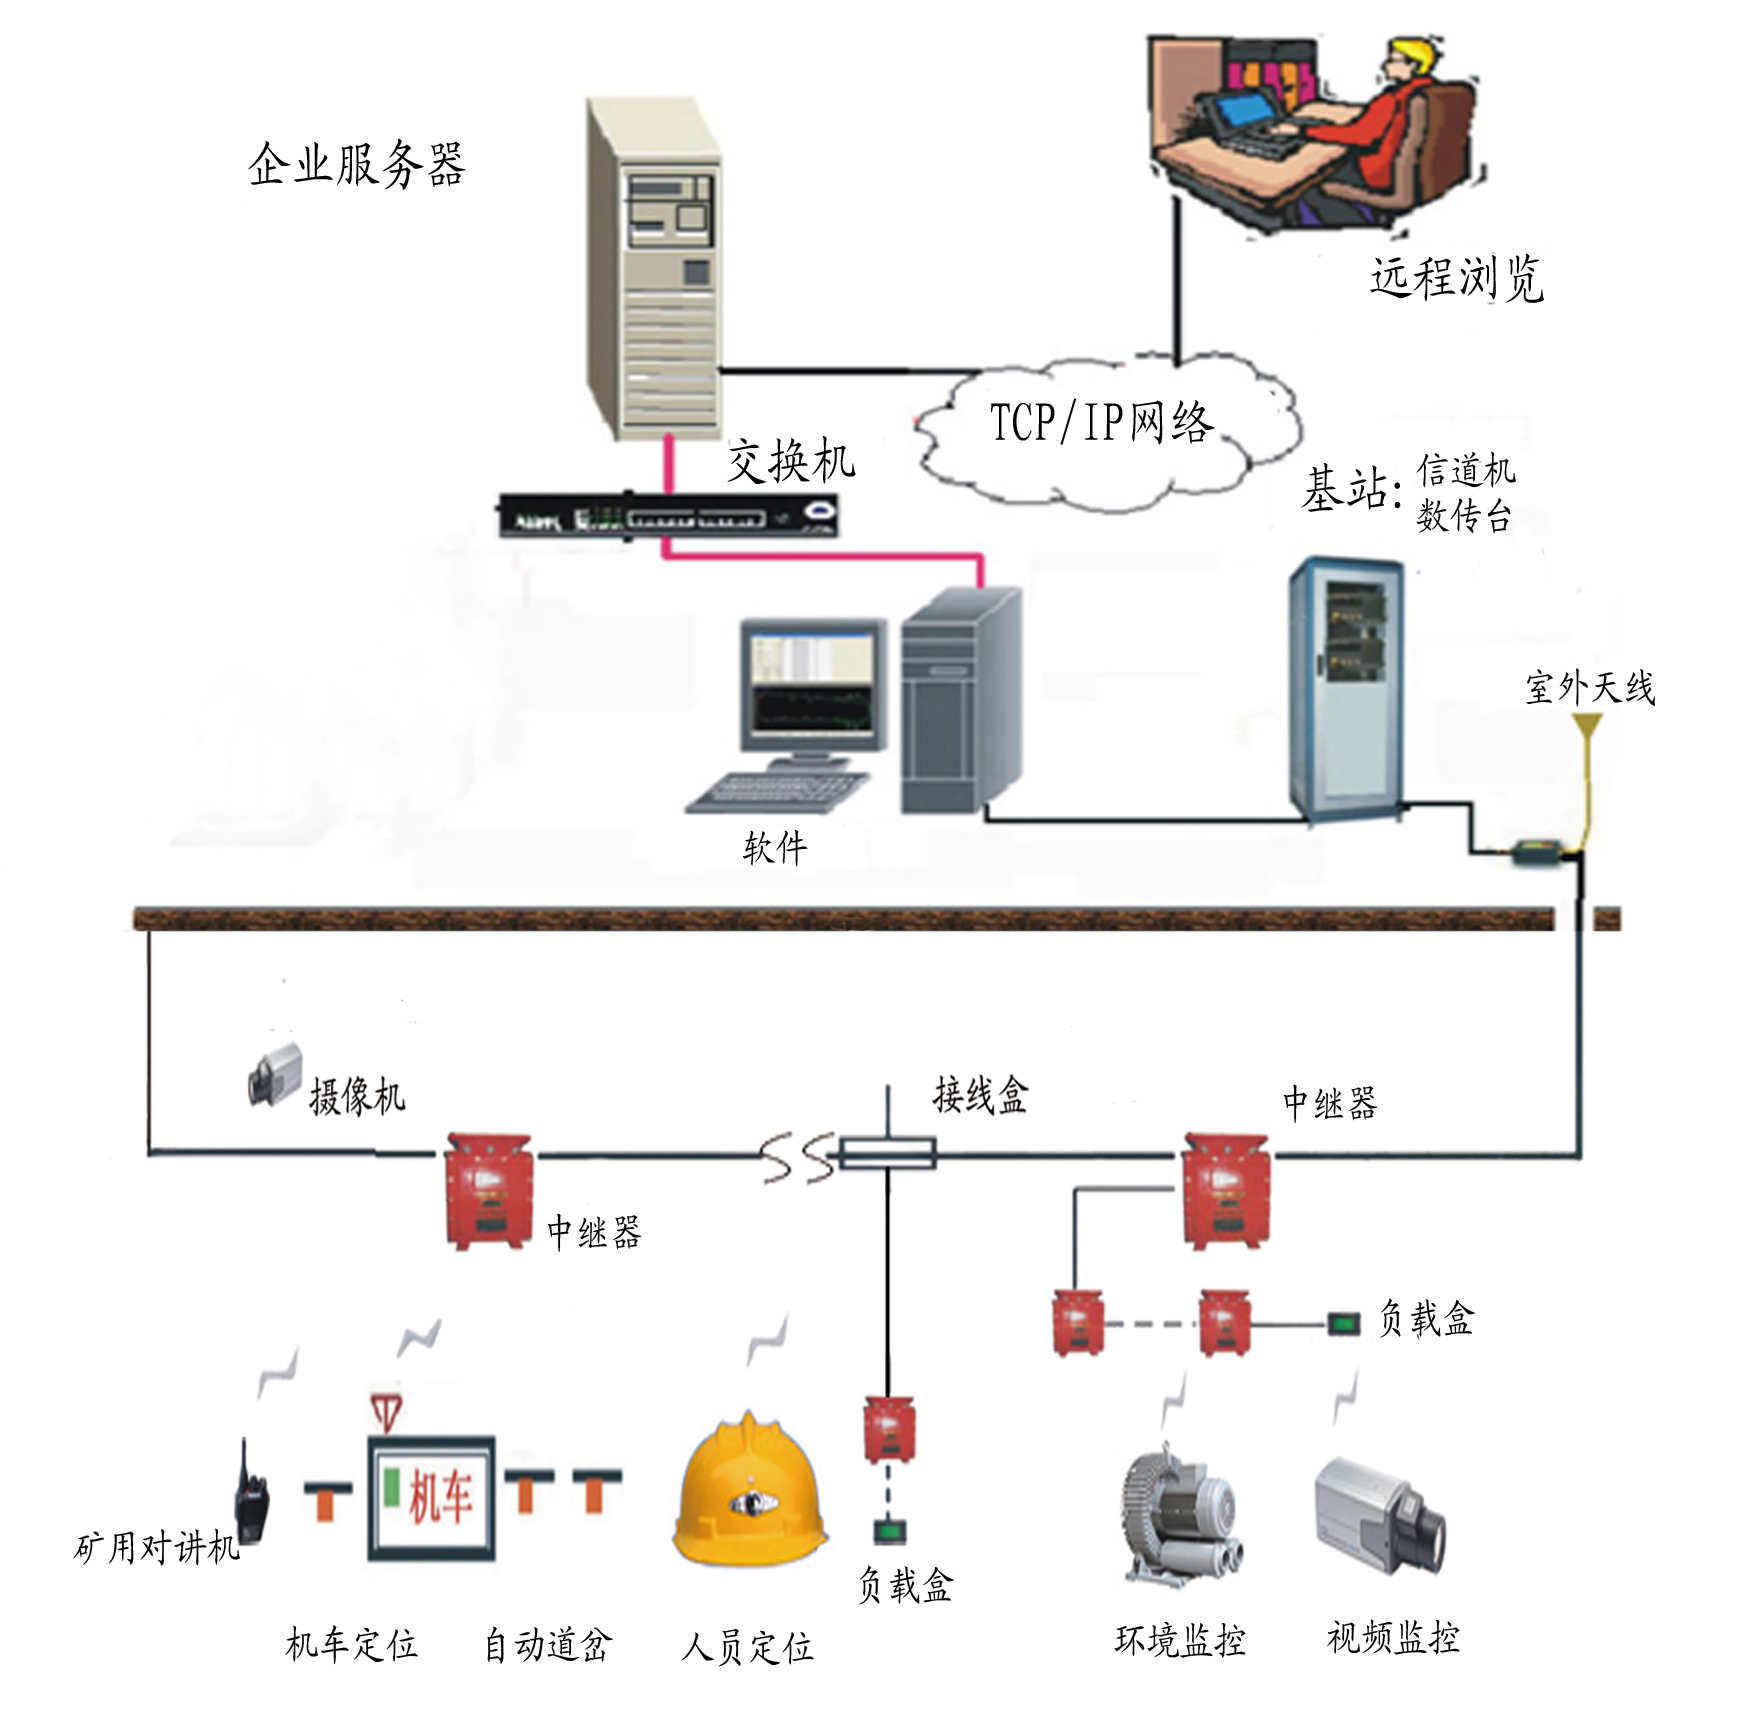 企业服务器
远程浏览
TCP/IP网络
交换机
基站:
信道机
数传台
室外天线
软件
摄像机
接线盒
中继器
中继器
负载盒
机车
矿用对讲机
负载盒
机车定位
自动道岔
人员定位
环境监控
视频监控